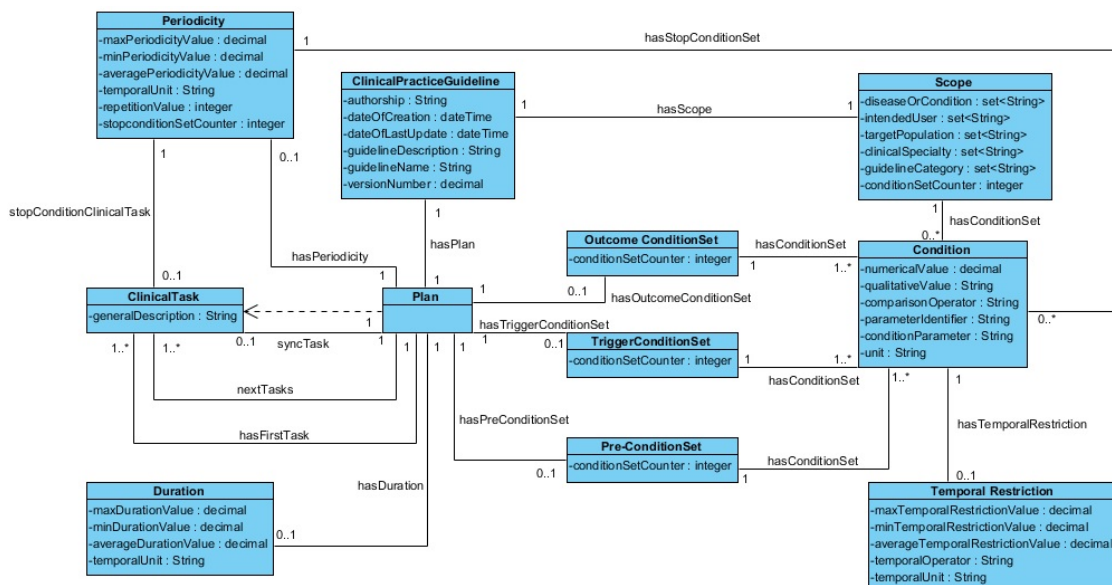 Periodicity
-maxPeriodicityValue : decimal
-minPeriodicityValue : decimal
-averagePeriodicityValue : decimal
-temporalUnit : String
-repetitionValue : integer
-stopconditionSetCounter : integer
1
hasStopConditionSet
ClinicalPracticeGuideline
-authorship : String
-dateOfCreation : dateTime
-dateOfLastUpdate : dateTime
-guidelineDescription : String
-guidelineName : String
-versionNumber : decimal
1
hasScope
1
Scope
-diseaseOrCondition : set<String>
-intendedUser : set<String>
-targetPopulation : set<String>
-clinicalSpecialty : set<String>
-guidelineCategory : set<String>
-conditionSetCounter : integer
1
0..1
stopConditionClinicalTask
1
hasPlan
1
hasConditionSet
0..*
hasPeriodicity
0..1
1
1
Outcome ConditionSet
-conditionSetCounter : integer
hasConditionSet
1
1..*
Condition
-numericalValue : decimal
-qualitativeValue : String
-comparisonOperator : String
-parameterIdentifier : String
-conditionParameter : String
-unit : String
0..*
ClinicalTask
-generalDescription : String
Plan
1
0..1
hasOutcomeConditionSet
1
0..1
syncTask
hasTriggerConditionSet
1
0..1
TriggerConditionSet
-conditionSetCounter : integer
1
1..*
hasConditionSet
1..*
1..*
1
1
1
1
nextTasks
hasFirstTask
hasPreConditionSet
0..1
Pre-ConditionSet
-conditionSetCounter : integer
hasConditionSet
1
1..*
1
hasTemporalRestriction
0..1
hasDuration
Duration
-maxDurationValue : decimal
-minDurationValue : decimal
-averageDurationValue : decimal
-temporalUnit : String
0..1
Temporal Restriction
-maxTemporalRestrictionValue : decimal
-minTemporalRestrictionValue : decimal
-averageTemporalRestrictionValue : decimal
-temporalOperator : String
-temporalUnit : String